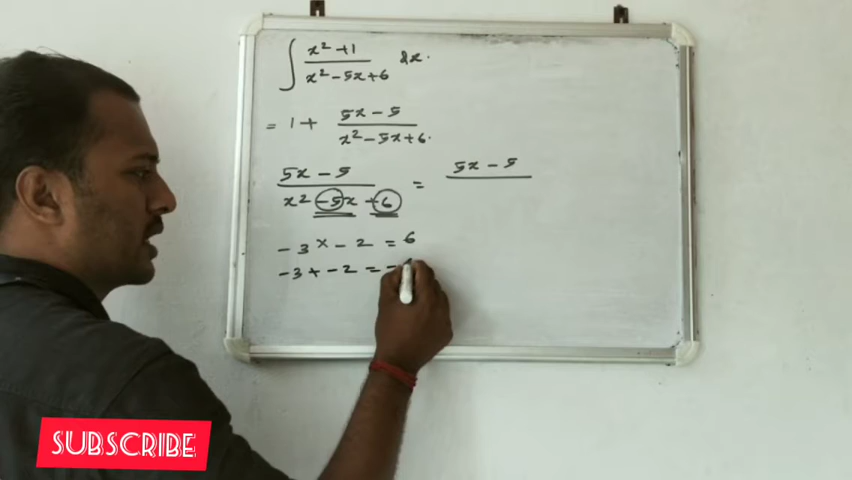 ∫ x² + 1 / x² - 5x + 6 dx.
= 1 + 5x - 5 / x² - 5x + 6.
5x - 5 / x² - 5x + 6 = 5x - 5
- 3 × - 2 = 6
- 3 + - 2 = -
SUBSCRIBE